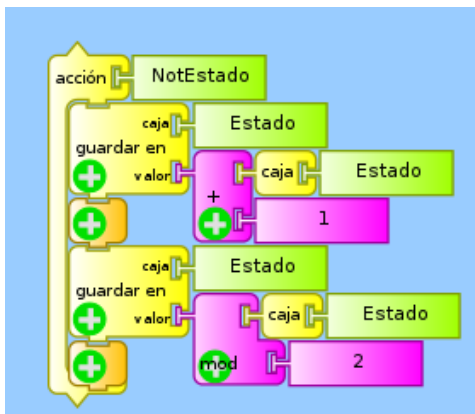 acción NotEstado
caja Estado
guardar en
valor caja Estado
+
1
caja Estado
guardar en
valor caja Estado
mod 2